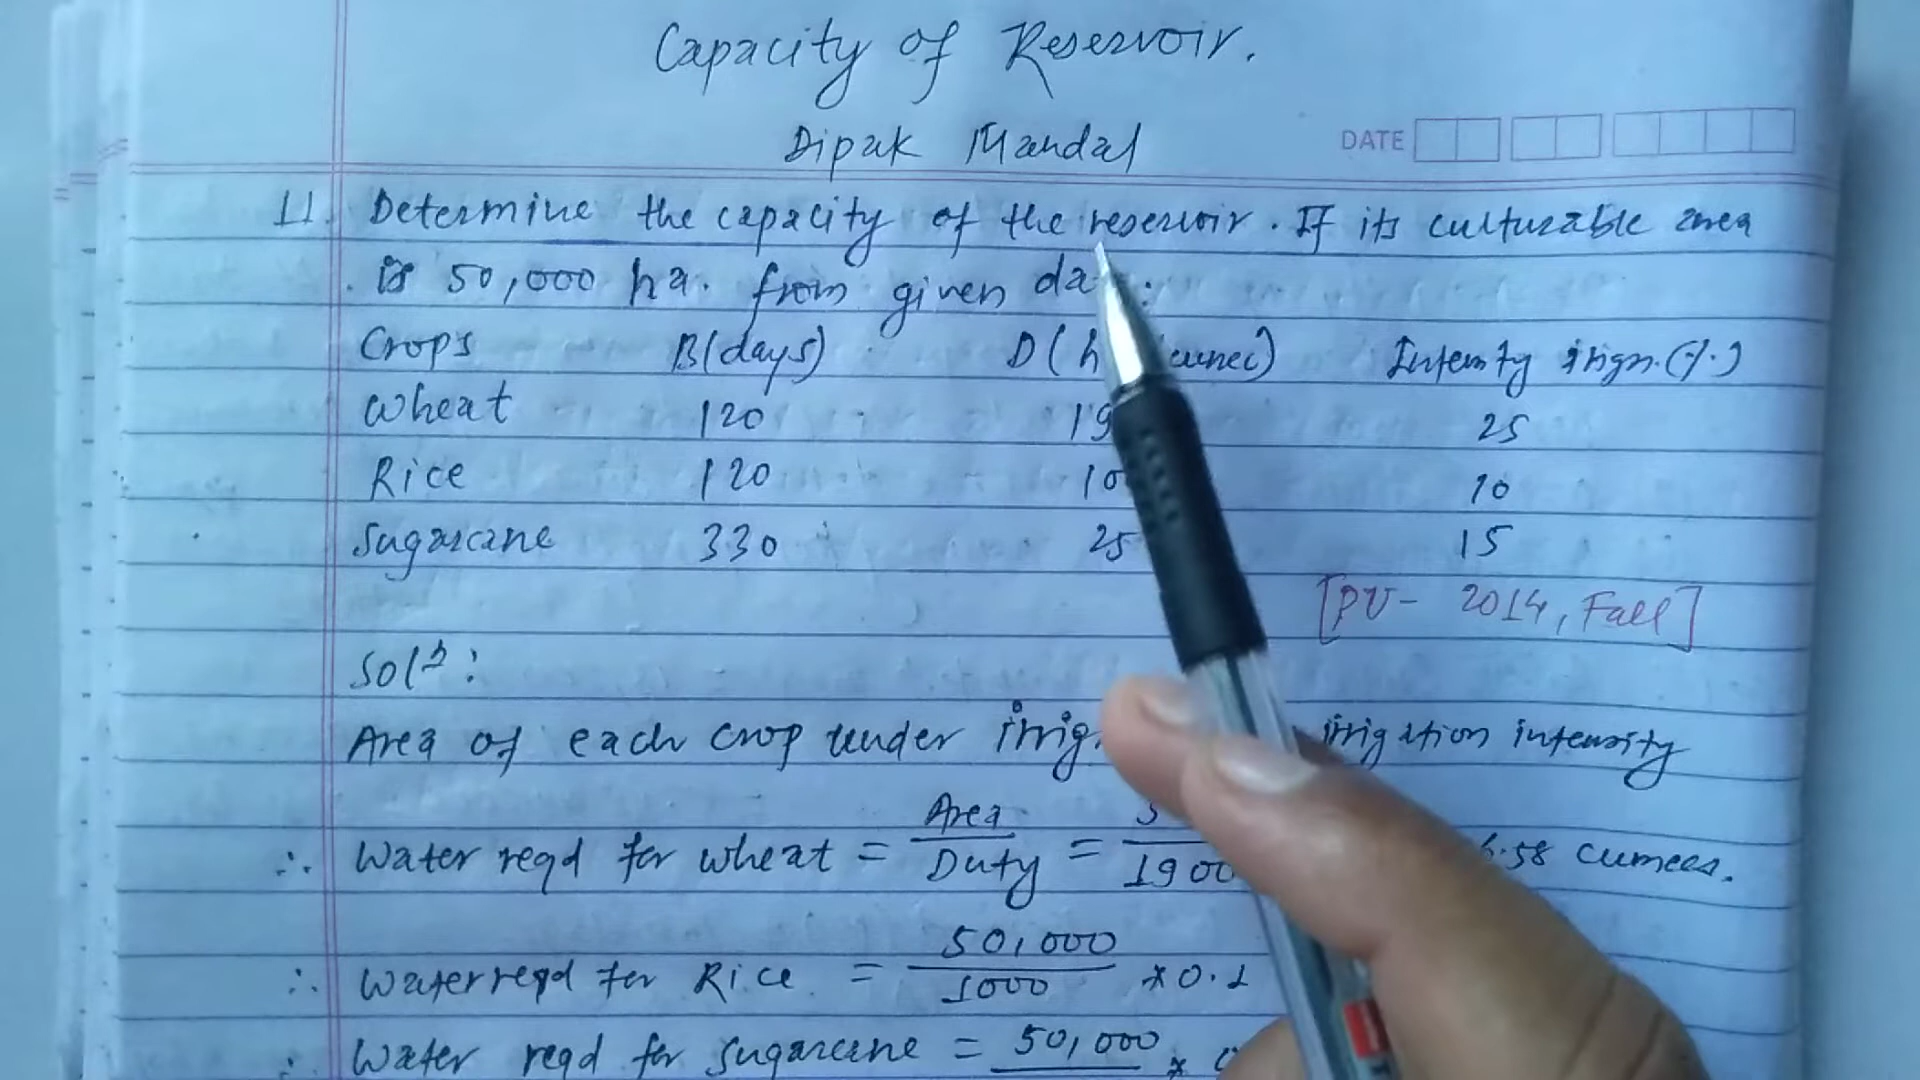 Capacity of Reservoir.
Dipak Mandal
DATE
11. Determine the capacity of the reservoir. If its culturable area
is 50,000 ha. from given da
Crops B(days) D(h cumec) Intensity irign.(%)
Wheat 120 19 25
Rice 120 10 10
Sugarcane 330 25 15
[PU- 2014, Fall]
Solⁿ:
Area of each crop under irrig irrigation intensity
∴ Water reqd for wheat = Area/Duty = 5 /1900 6.58 cumecs.
∴ Water reqd for Rice = 50,000/1000 * 0.1
∴ Water reqd for sugarcane = 50,000 * 0